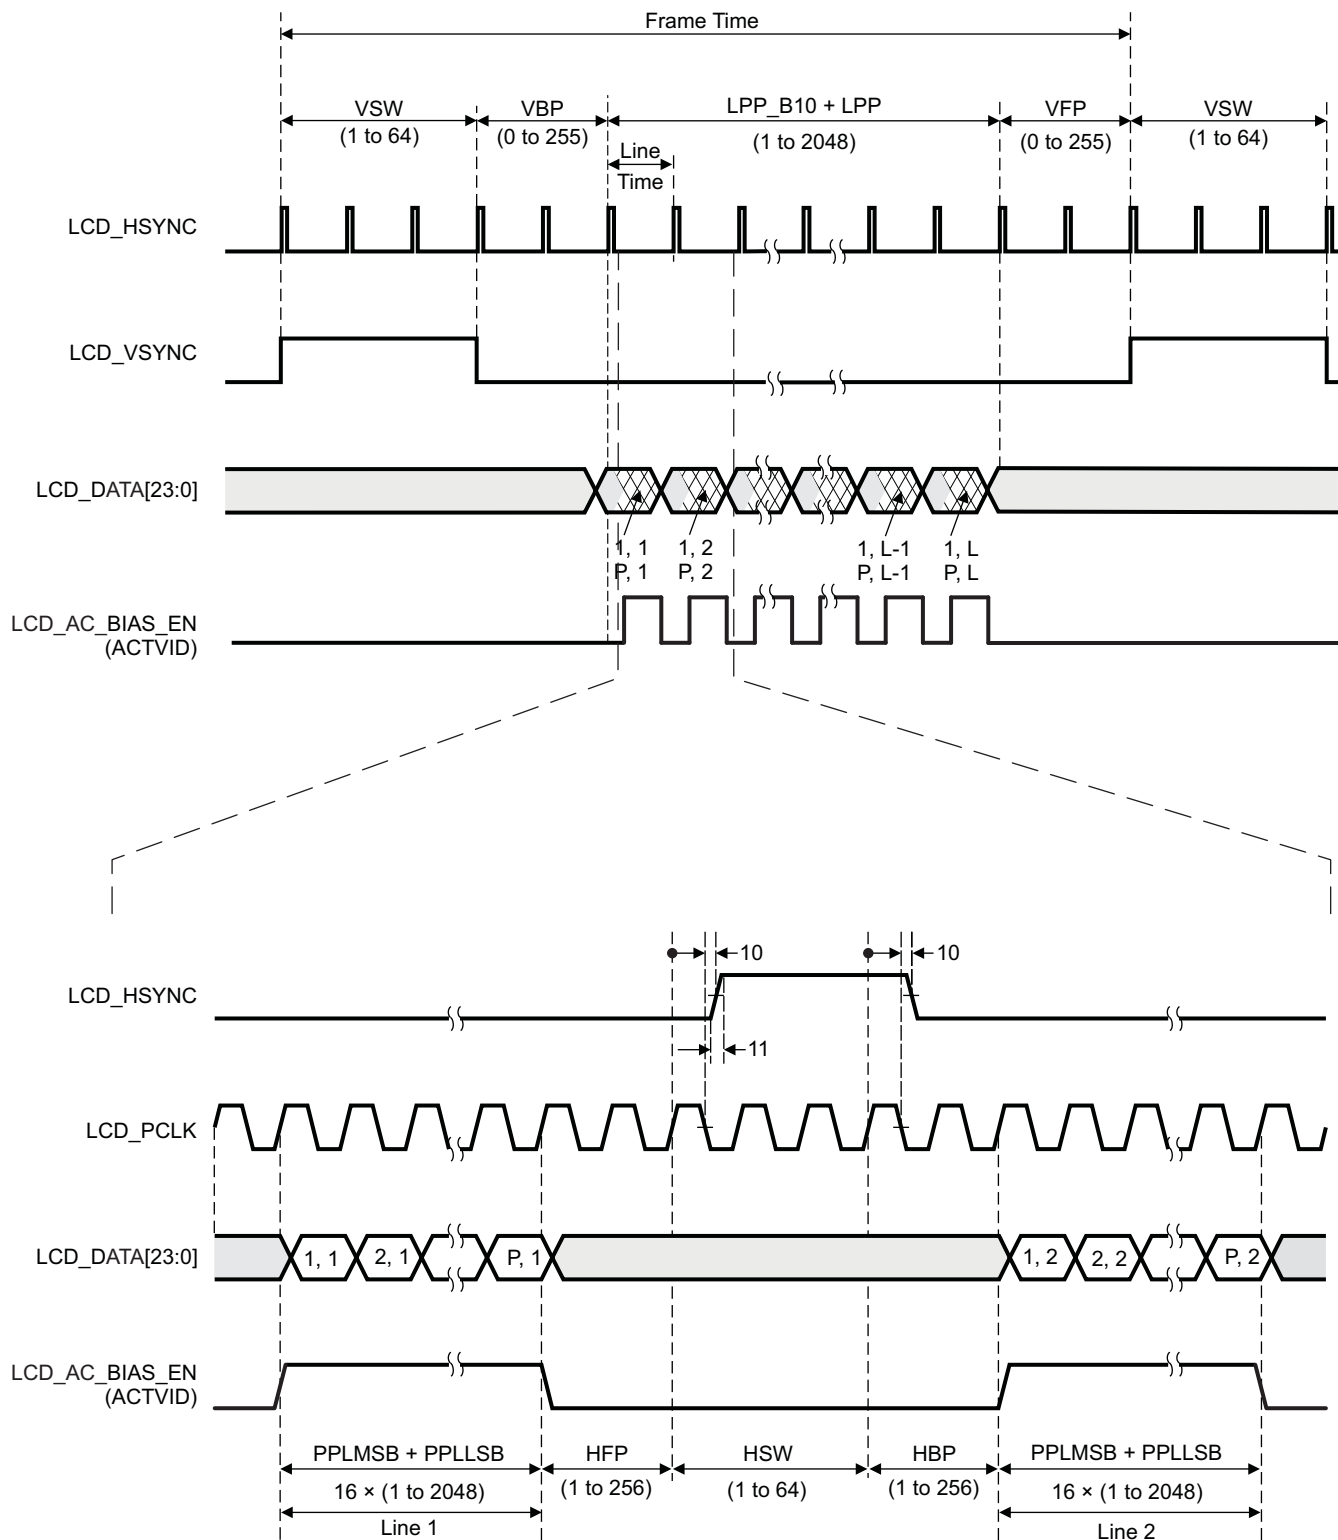 Frame Time
VSW
(1 to 64)
VBP
(0 to 255)
LPP_B10 + LPP
(1 to 2048)
VFP
(0 to 255)
VSW
(1 to 64)
Line
Time
LCD_HSYNC
LCD_VSYNC
LCD_DATA[23:0]
1, 1
P, 1
1, 2
P, 2
1, L-1
P, L-1
1, L
P, L
LCD_AC_BIAS_EN
(ACTVID)
10
10
LCD_HSYNC
11
LCD_PCLK
LCD_DATA[23:0]
1, 1
2, 1
P, 1
1, 2
2, 2
P, 2
LCD_AC_BIAS_EN
(ACTVID)
PPLMSB + PPLLSB
16 × (1 to 2048)
Line 1
HFP
(1 to 256)
HSW
(1 to 64)
HBP
(1 to 256)
PPLMSB + PPLLSB
16 × (1 to 2048)
Line 2